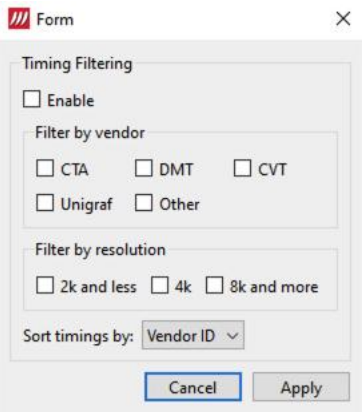 Form
Timing Filtering
Enable
Filter by vendor
CTA DMT CVT
Unigraf Other
Filter by resolution
2k and less 4k 8k and more
Sort timings by: Vendor ID
Cancel Apply